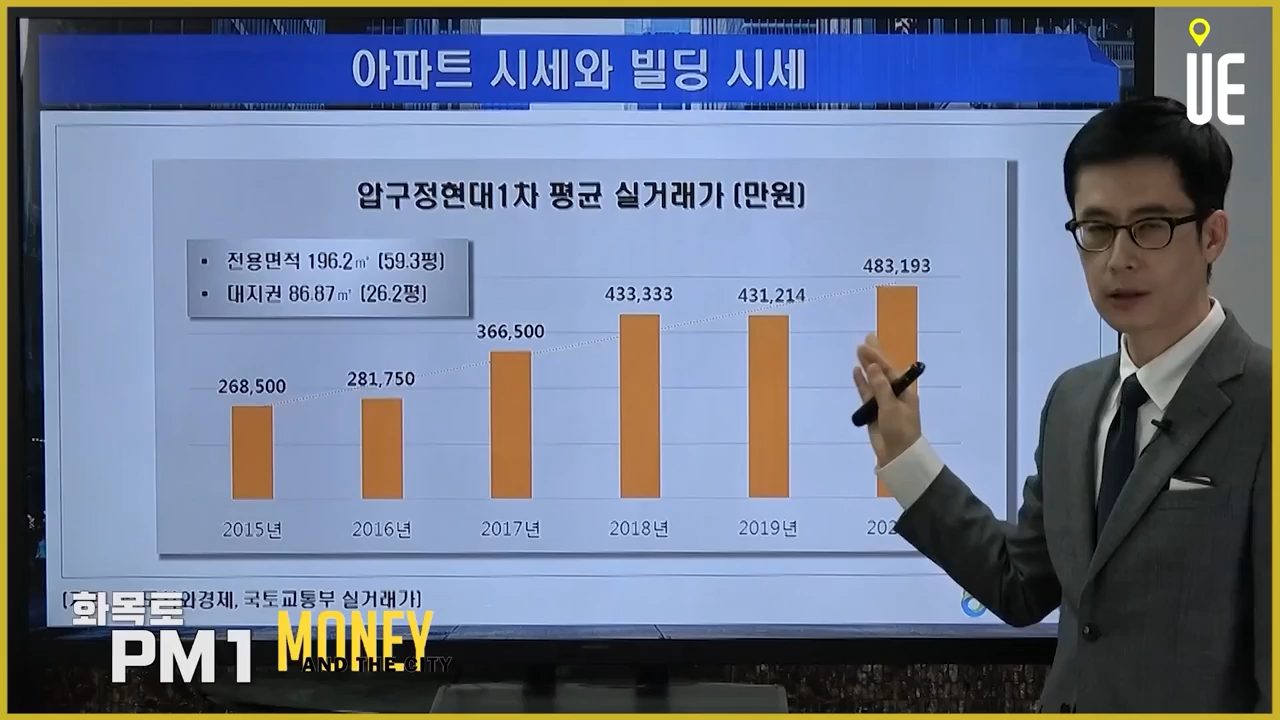 아파트 시세와 빌딩 시세
UE
압구정현대1차 평균 실거래가 (만원)
• 전용면적 196.2㎡ (59.3평)
• 대지권 86.87㎡ (26.2평)
268,500
281,750
366,500
433,333
431,214
483,193
2015년
2016년
2017년
2018년
2019년
외경제, 국토교통부 실거래가)
화목토
PM 1
MONEY
AND THE CITY